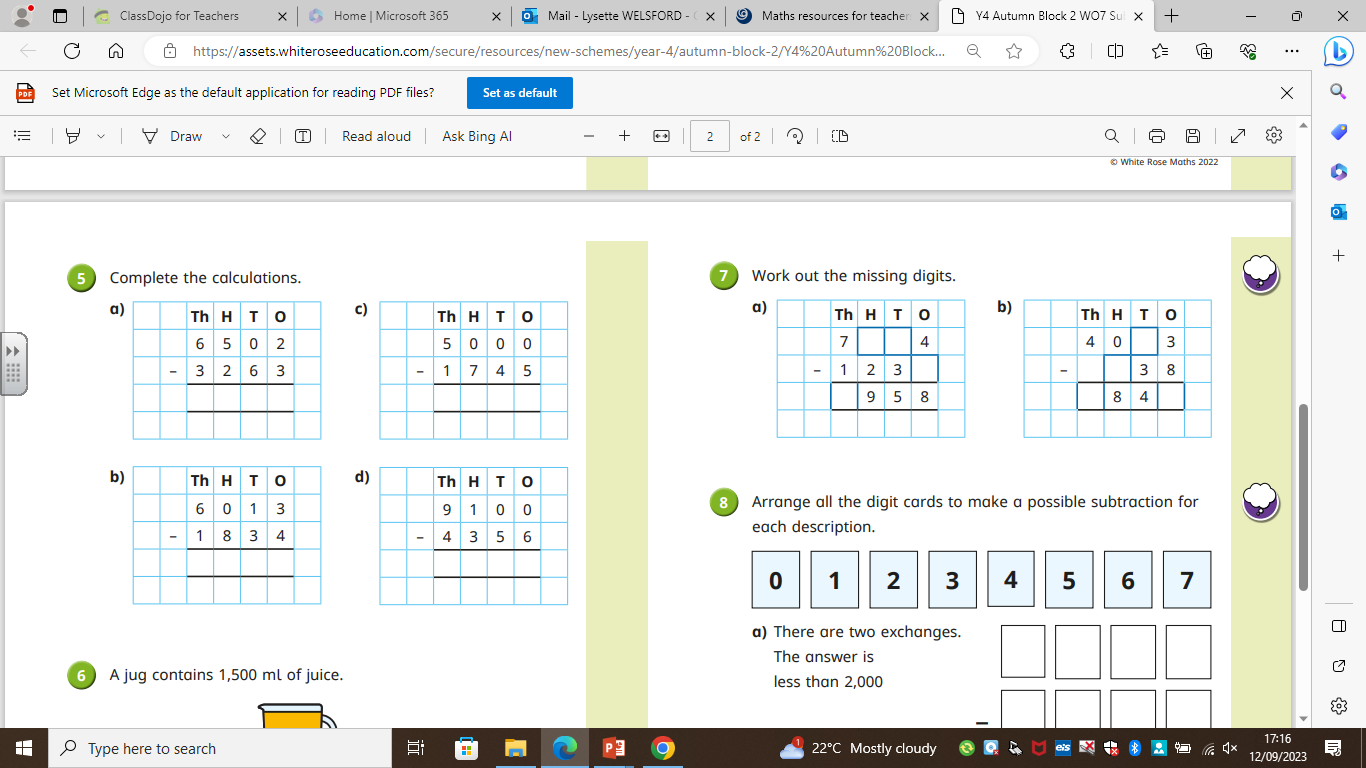 ClassDojo for Teachers
Home | Microsoft 365
Mail - Lysette WELSFORD -
Maths resources for teacher
Y4 Autumn Block 2 WO7 Su
https://assets.whiteroseeducation.com/secure/resources/new-schemes/year-4/autumn-block-2/Y4%20Autumn%20Block...
PDF
Set Microsoft Edge as the default application for reading PDF files?
Set as default
Draw
Read aloud
Ask Bing AI
2
of 2
© White Rose Maths 2022
5 Complete the calculations.
a)
Th H T O
6 5 0 2
– 3 2 6 3
c)
Th H T O
5 0 0 0
– 1 7 4 5
b)
Th H T O
6 0 1 3
– 1 8 3 4
d)
Th H T O
9 1 0 0
– 4 3 5 6
6 A jug contains 1,500 ml of juice.
7 Work out the missing digits.
a)
Th H T O
7 4
– 1 2 3
9 5 8
b)
Th H T O
4 0 3
– 3 8
8 4
8 Arrange all the digit cards to make a possible subtraction for
each description.
0 1 2 3 4 5 6 7
a) There are two exchanges.
The answer is
less than 2,000
–
Type here to search
1
22°C Mostly cloudy
17:16
12/09/2023